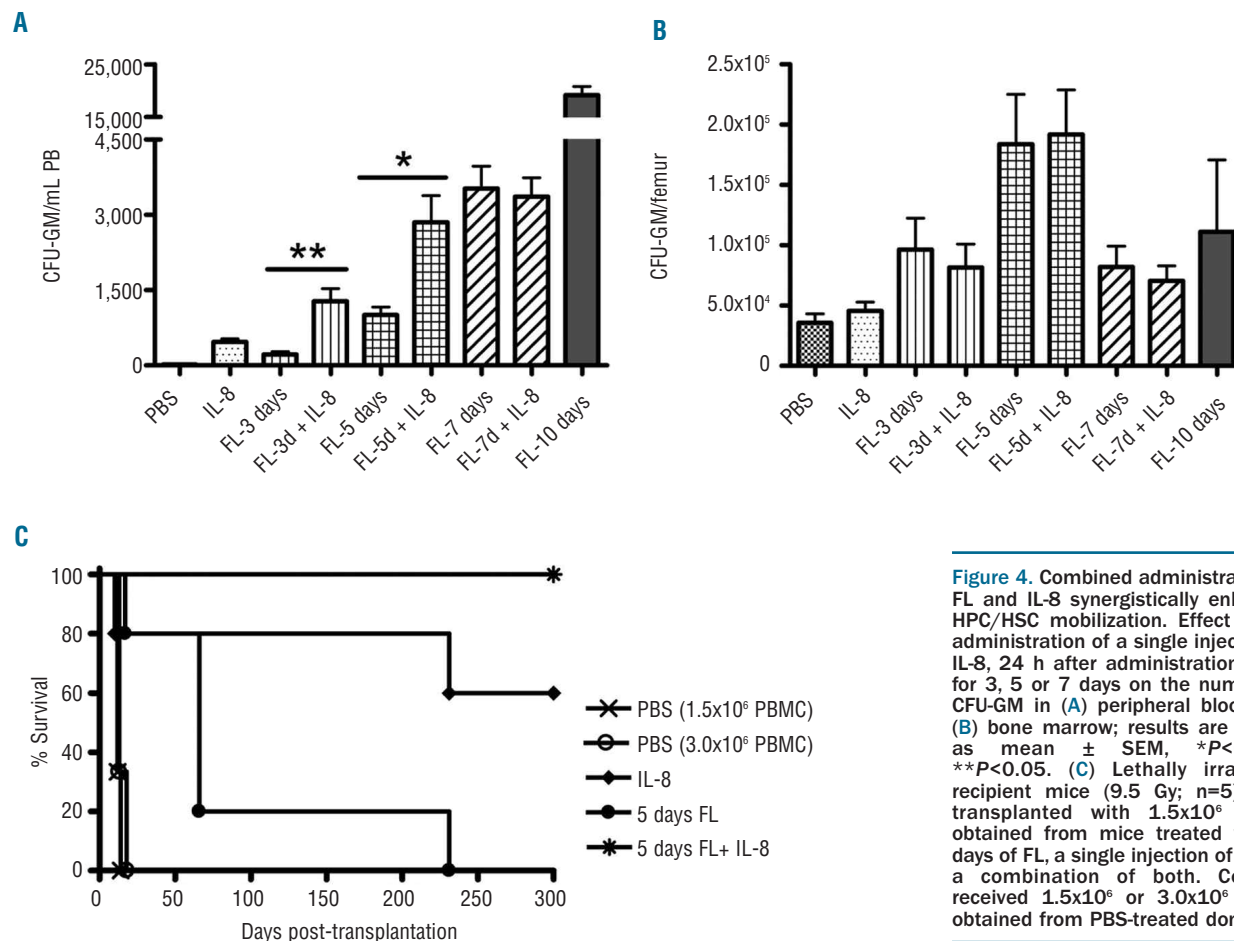 A
25,000
15,000
4,500
3,000
1,500
0
CFU-GM/mL PB
**
*
PBS
IL-8
FL-3 days
FL-3d + IL-8
FL-5 days
FL-5d + IL-8
FL-7 days
FL-7d + IL-8
FL-10 days
B
2.5x10⁵
2.0x10⁵
1.5x10⁵
1.0x10⁵
5.0x10⁴
0
CFU-GM/femur
PBS
IL-8
FL-3 days
FL-3d + IL-8
FL-5 days
FL-5d + IL-8
FL-7 days
FL-7d + IL-8
FL-10 days
C
100
80
60
40
20
0
% Survival
0 50 100 150 200 250 300
Days post-transplantation
PBS (1.5x10⁶ PBMC)
PBS (3.0x10⁶ PBMC)
IL-8
5 days FL
5 days FL+ IL-8
Figure 4. Combined administra
FL and IL-8 synergistically enh
HPC/HSC mobilization. Effect
administration of a single injec
IL-8, 24 h after administration
for 3, 5 or 7 days on the num
CFU-GM in (A) peripheral bloo
(B) bone marrow; results are
as mean ± SEM, *P<
**P<0.05. (C) Lethally irra
recipient mice (9.5 Gy; n=5)
transplanted with 1.5x10⁶
obtained from mice treated
days of FL, a single injection of
a combination of both. Co
received 1.5x10⁶ or 3.0x10⁶
obtained from PBS-treated don